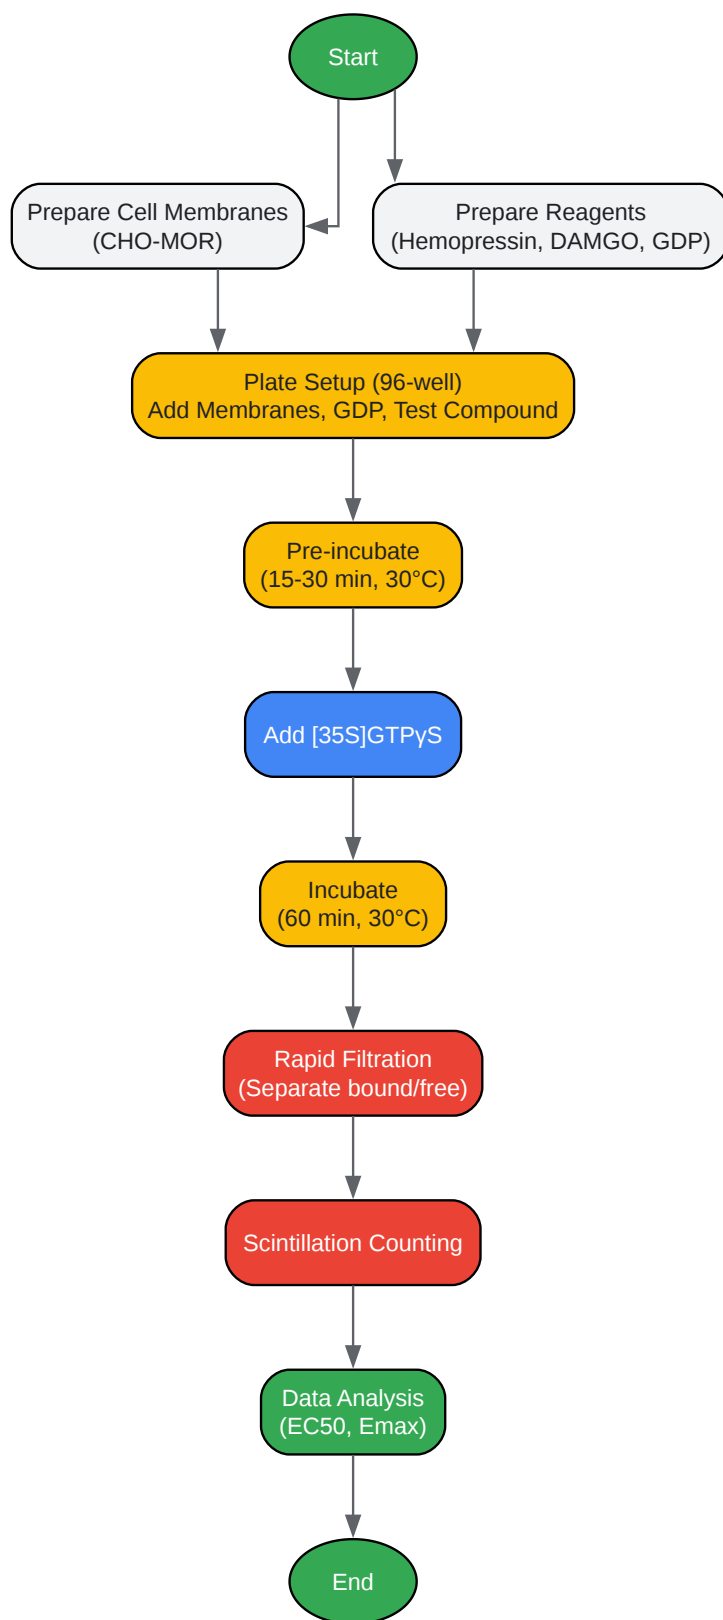 Start
Prepare Cell Membranes
(CHO-MOR)
Prepare Reagents
(Hemopressin, DAMGO, GDP)
Plate Setup (96-well)
Add Membranes, GDP, Test Compound
Pre-incubate
(15-30 min, 30°C)
Add [35S]GTPγS
Incubate
(60 min, 30°C)
Rapid Filtration
(Separate bound/free)
Scintillation Counting
Data Analysis
(EC50, Emax)
End